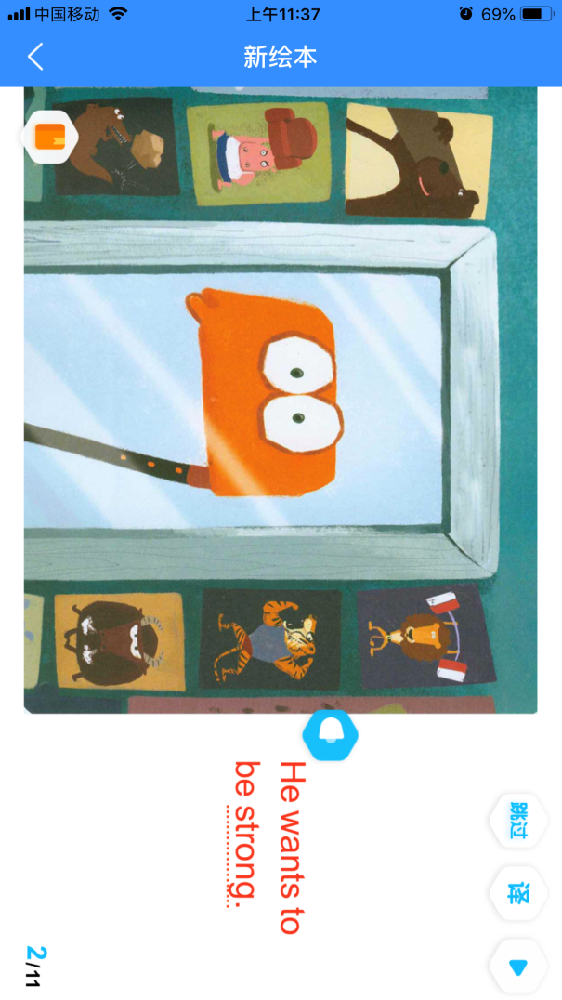 中国移动
上午11:37
69%
新绘本
He wants to
be strong.
跳过
译
2/11